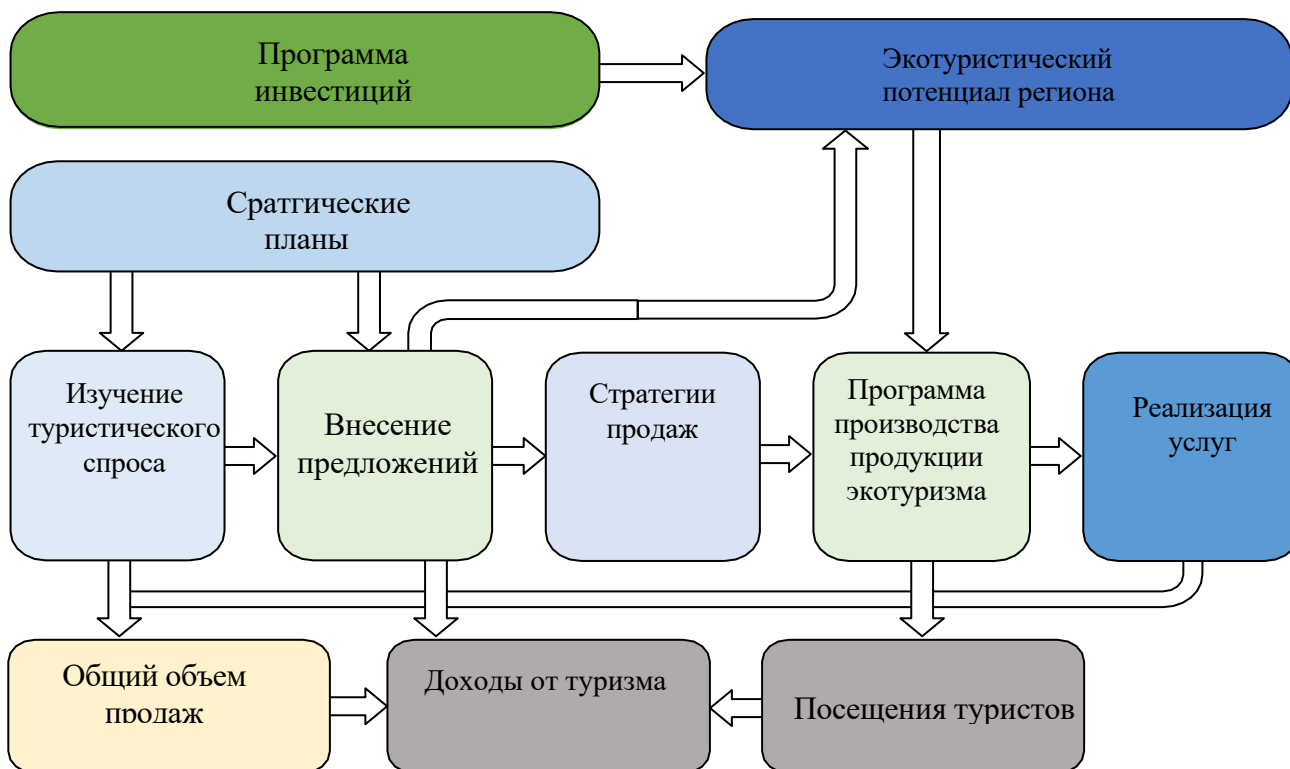 Программа
инвестиций
Экотуристический
потенциал региона
Сратгические
планы
Изучение
туристического
спроса
Внесение
предложений
Стратегии
продаж
Программа
производства
продукции
экотуризма
Реализация
услуг
Общий объем
продаж
Доходы от туризма
Посещения туристов